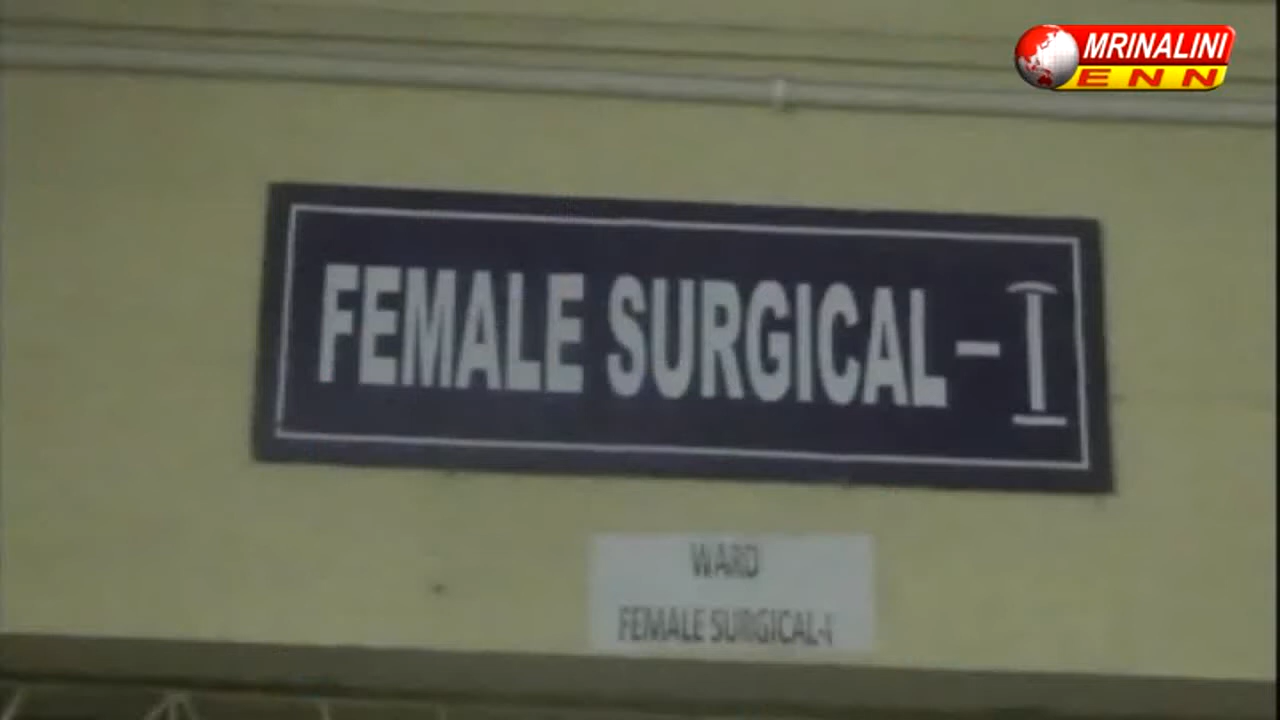 MRINALINI
ENN
FEMALE SURGICAL - I
WARD
FEMALE SURGICAL-I